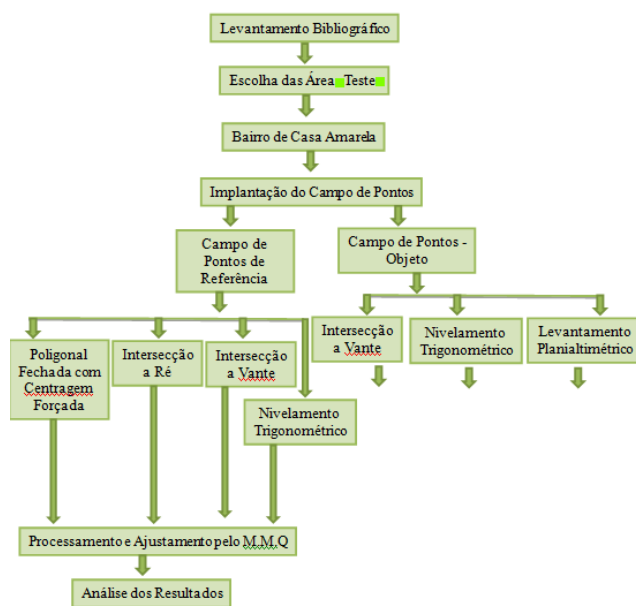 Levantamento Bibliográfico
Escolha das Área Teste
Bairro de Casa Amarela
Implantação do Campo de Pontos
Campo de
Pontos de
Referência
Campo de Pontos -
Objeto
Poligonal
Fechada com
Centragem
Forçada
Intersecção
a Ré
Intersecção
a Vante
Nivelamento
Trigonométrico
Intersecção
a Vante
Nivelamento
Trigonométrico
Levantamento
Planialtimétrico
Processamento e Ajustamento pelo M.M.Q
Análise dos Resultados